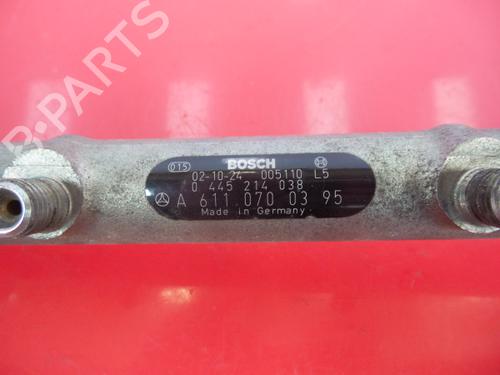 B-PARTS
015 BOSCH
02-10-24 005110 L5
0 445 214 038
A 611 070 03 95
Made in Germany